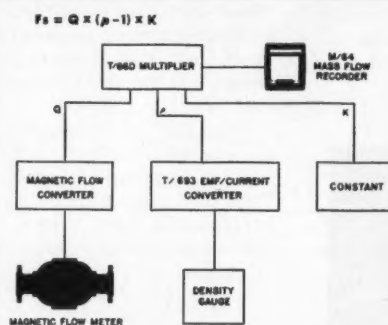 Fs = Q × (ρ-1) × K
T/660 MULTIPLIER
M/64
MASS FLOW
RECORDER
Q
ρ
K
MAGNETIC FLOW
CONVERTER
T/693 EMF/CURRENT
CONVERTER
CONSTANT
DENSITY
GAUGE
MAGNETIC FLOW METER